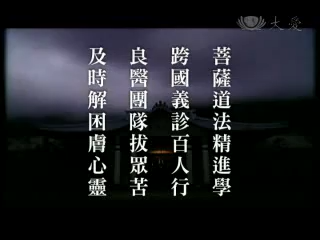 大愛
菩薩道法精進學
跨國義診百人行
良醫團隊拔眾苦
及時解困膚心靈